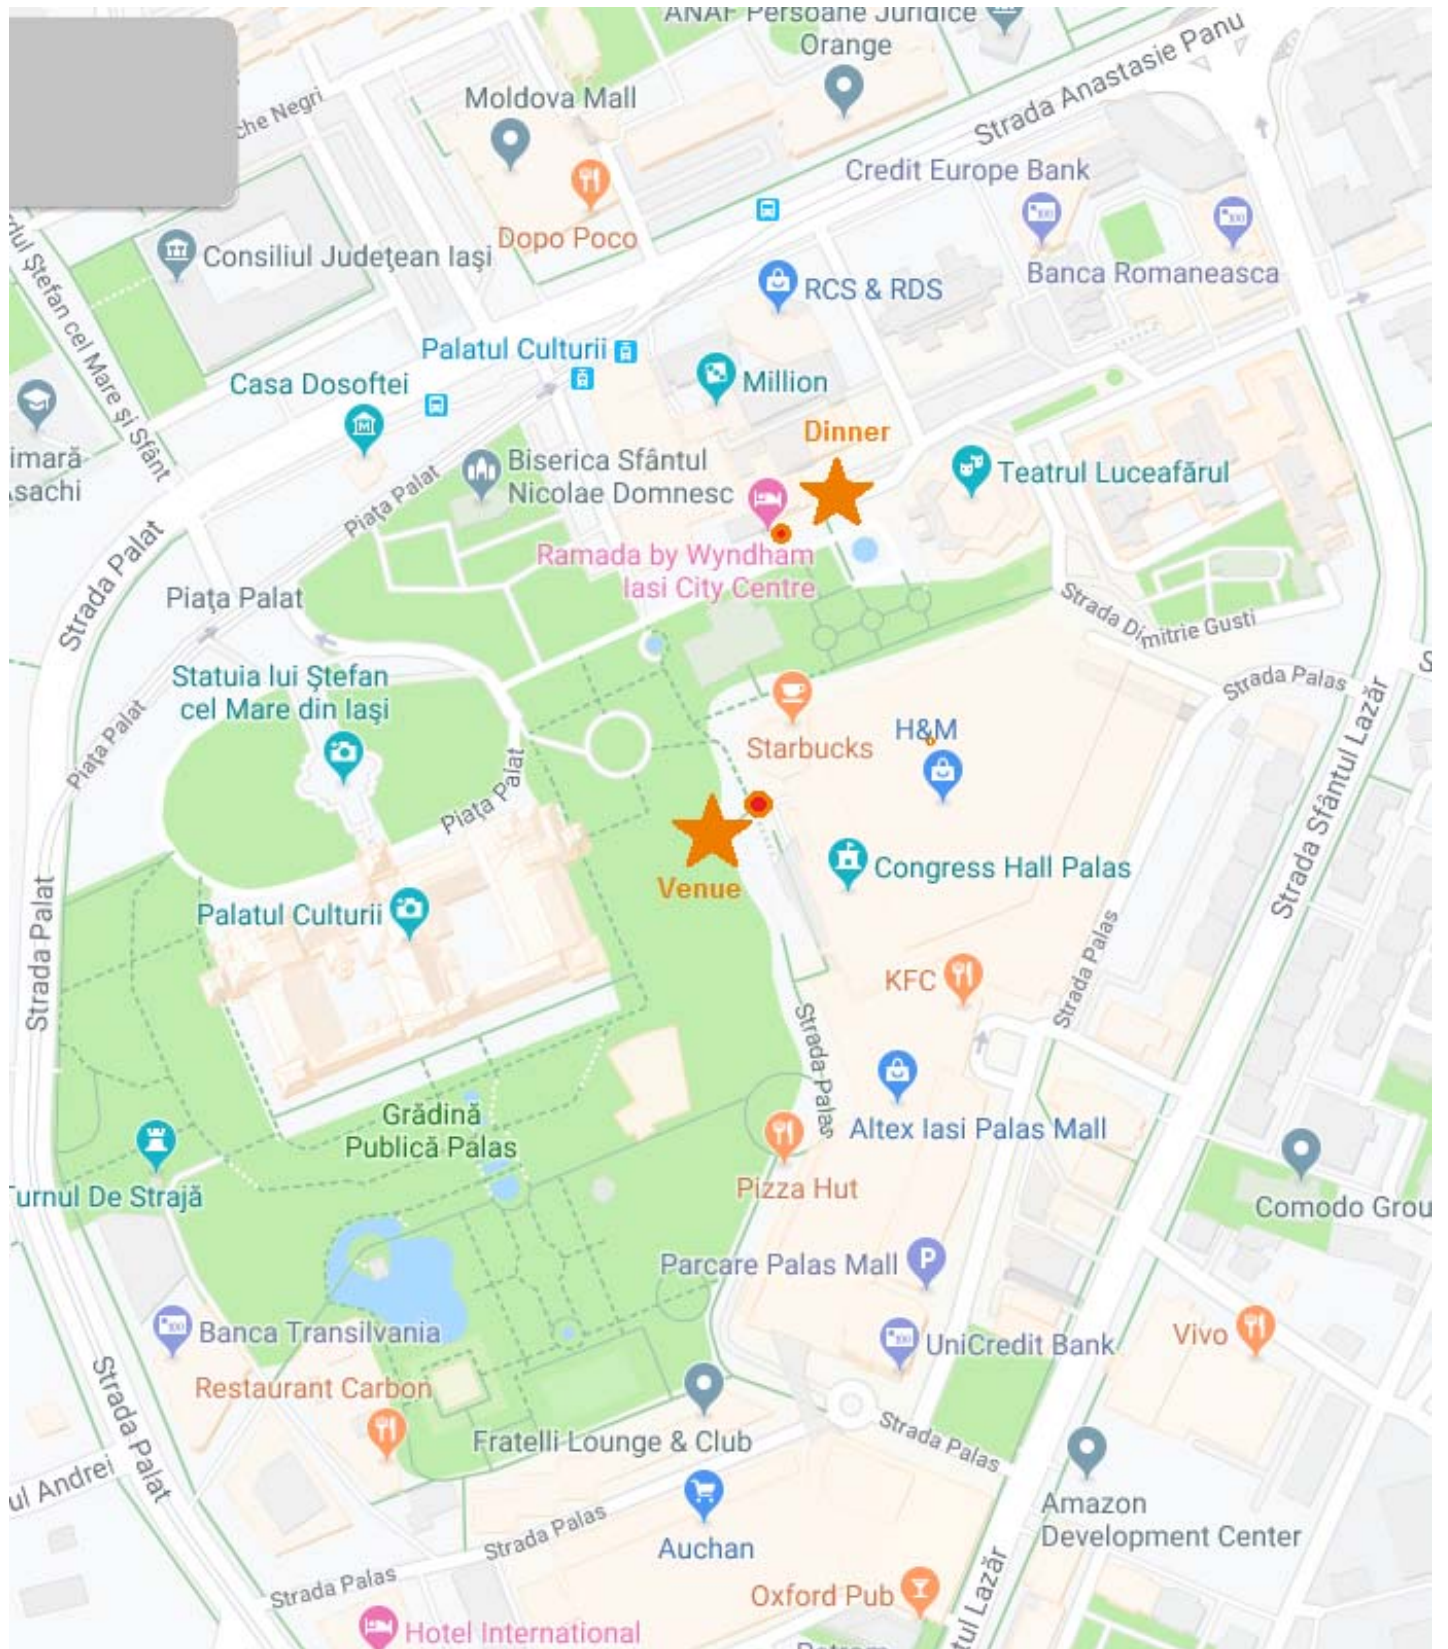 ANAF Persoane Juridice
Orange
Strada Anastasie Panu
Moldova Mall
che Negri
Credit Europe Bank
Dopo Poco
Consiliul Județean Iași
Banca Romaneasca
RCS & RDS
dul Ștefan cel Mare și Sfânt
Palatul Culturii
Casa Dosoftei
Million
Dinner
imară
sachi
Biserica Sfântul
Nicolae Domnesc
Teatrul Luceafărul
Piața Palat
Strada Palat
Ramada by Wyndham
Iasi City Centre
Piața Palat
Strada Dimitrie Gusti
Statuia lui Ștefan
cel Mare din Iași
Strada Palas
Piața Palat
Starbucks
H&M
Piața Palat
Strada Sfântul Lazăr
Venue
Congress Hall Palas
Palatul Culturii
Strada Palat
KFC
Strada Palas
Strada Palas
Grădină
Publică Palas
Altex Iasi Palas Mall
Turnul De Strajă
Pizza Hut
Comodo Grou
Parcare Palas Mall
Banca Transilvania
UniCredit Bank
Vivo
Restaurant Carbon
Strada Palat
Fratelli Lounge & Club
Strada Palas
ul Andrei
Amazon
Development Center
Strada Palas
Auchan
Strada Palas
Oxford Pub
tul Lazăr
Hotel International